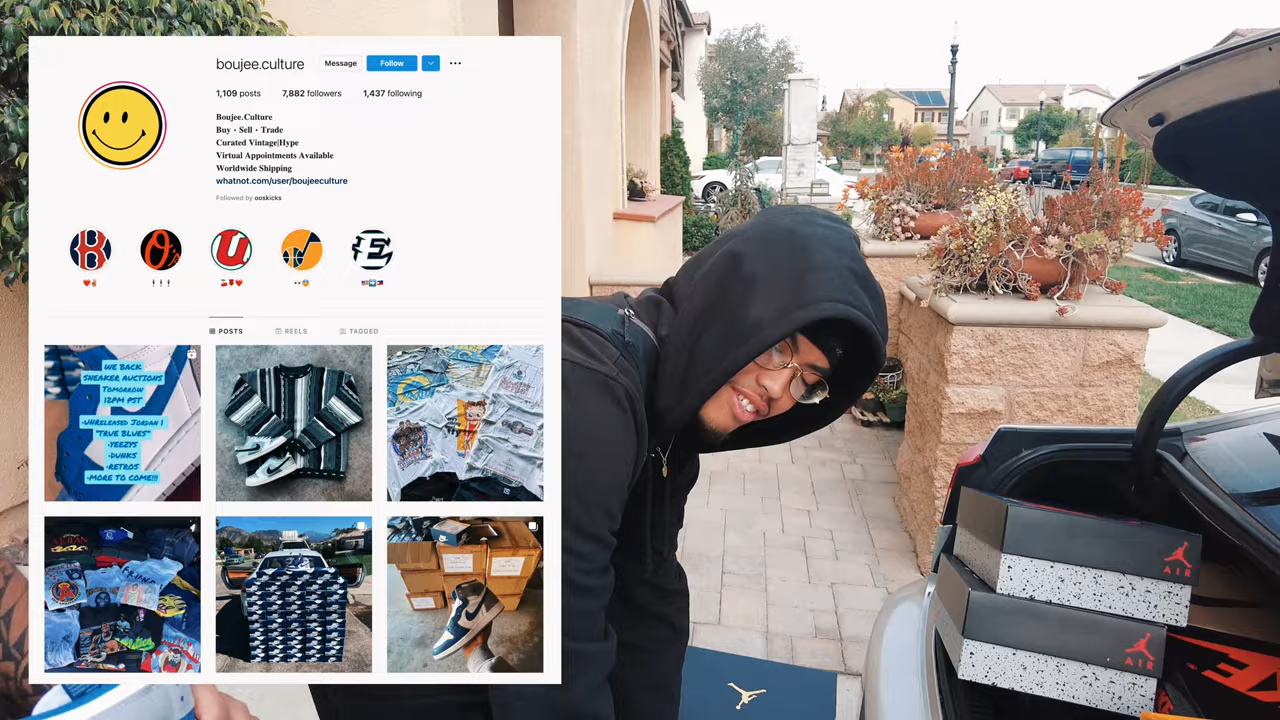 boujee.culture
Message
Follow
1,109 posts
7,882 followers
1,437 following
Boujee.Culture
Buy • Sell • Trade
Curated Vintage|Hype
Virtual Appointments Available
Worldwide Shipping
whatnot.com/user/boujeeculture
Followed by ooskicks
B
O's
U
E
POSTS
REELS
TAGGED
WE BACK
SNEAKER AUCTIONS
TOMORROW
12PM PST
-UNRELEASED JORDAN 1
"TRUE BLUES"
-YEEZYS
-DUNKS
-RETROS
-MORE TO COME!!!
MULAN
AIR
AIR